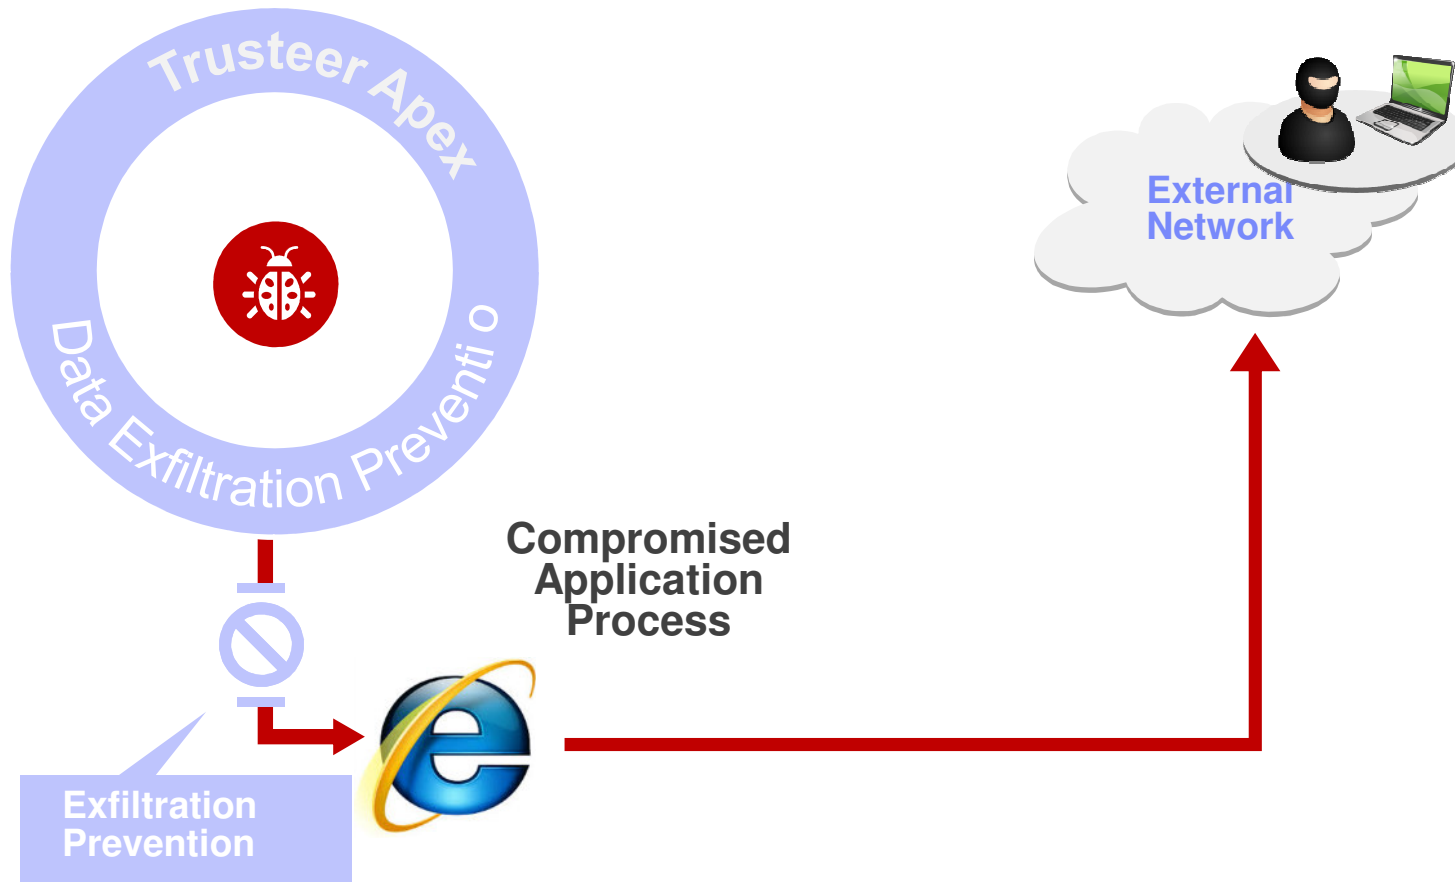 Trusteer Apex
Data Exfiltration Preventi o
External
Network
Compromised
Application
Process
Exfiltration
Prevention